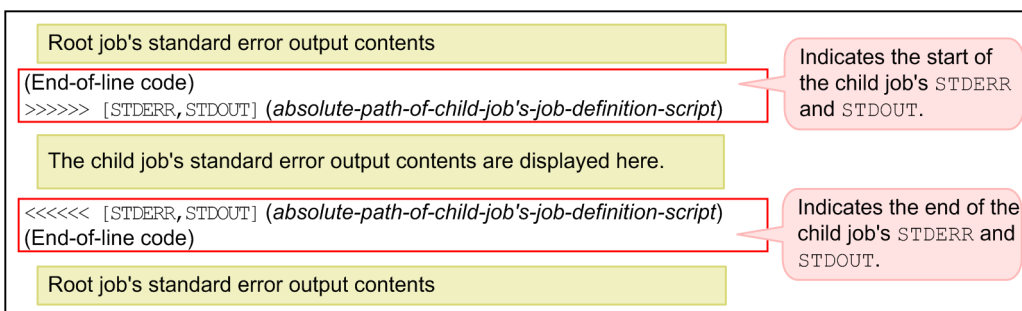 Root job's standard error output contents
(End-of-line code)
>>>>>> [STDERR,STDOUT] (absolute-path-of-child-job's-job-definition-script)
Indicates the start of
the child job's STDERR
and STDOUT.
The child job's standard error output contents are displayed here.
<<<<<< [STDERR,STDOUT] (absolute-path-of-child-job's-job-definition-script)
(End-of-line code)
Indicates the end of the
child job's STDERR and
STDOUT.
Root job's standard error output contents